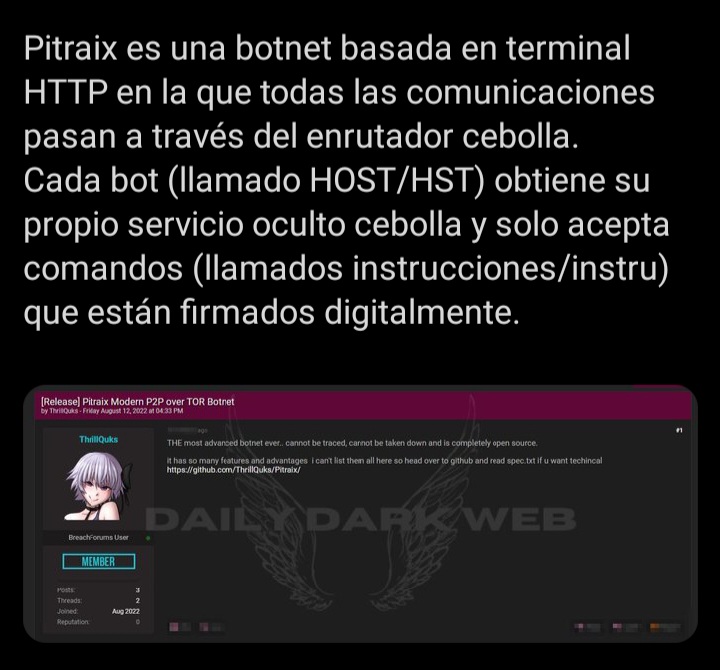 Pitraix es una botnet basada en terminal
HTTP en la que todas las comunicaciones
pasan a través del enrutador cebolla.
Cada bot (llamado HOST/HST) obtiene su
propio servicio oculto cebolla y solo acepta
comandos (llamados instrucciones/instru)
que están firmados digitalmente.
[Release] Pitraix Modern P2P over TOR Botnet
by ThrillQuks - Friday August 12, 2022 at 04:33 PM
ThrillQuks
BreachForums User
MEMBER
Posts: 3
Threads: 2
Joined: Aug 2022
Reputation: 0
ago
#1
THE most advanced botnet ever.. cannot be traced, cannot be taken down and is completely open source.
it has so many features and advantages i can't list them all here so head over to github and read spec.txt if u want techincal
https://github.com/ThrillQuks/Pitraix/
DAILY DARK WEB